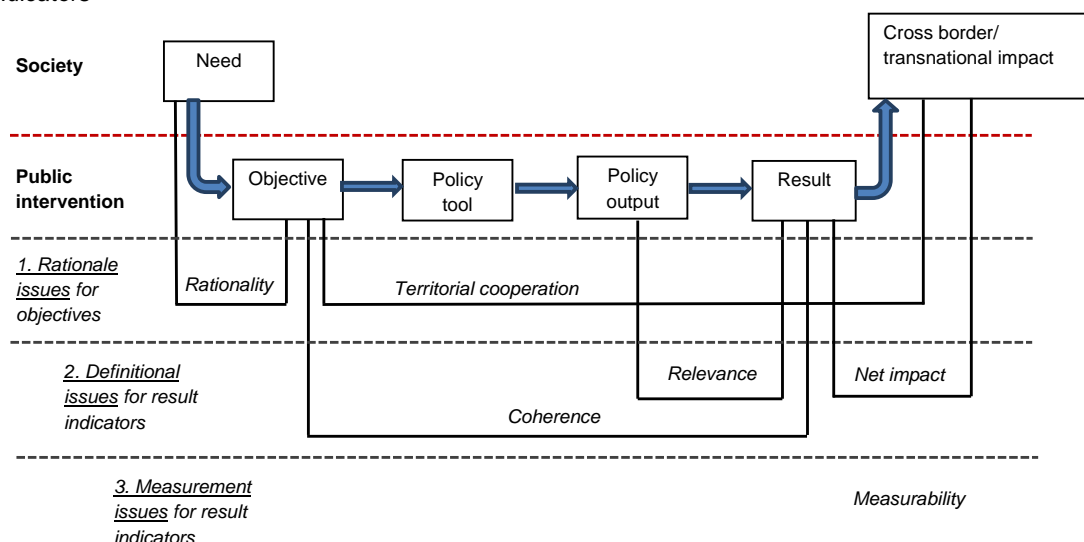 Society
Need
Cross border/
transnational impact
Public
intervention
Objective
Policy
tool
Policy
output
Result
1. Rationale
issues for
objectives
Rationality
Territorial cooperation
2. Definitional
issues for result
indicators
Relevance
Net impact
Coherence
3. Measurement
issues for result
indicators
Measurability